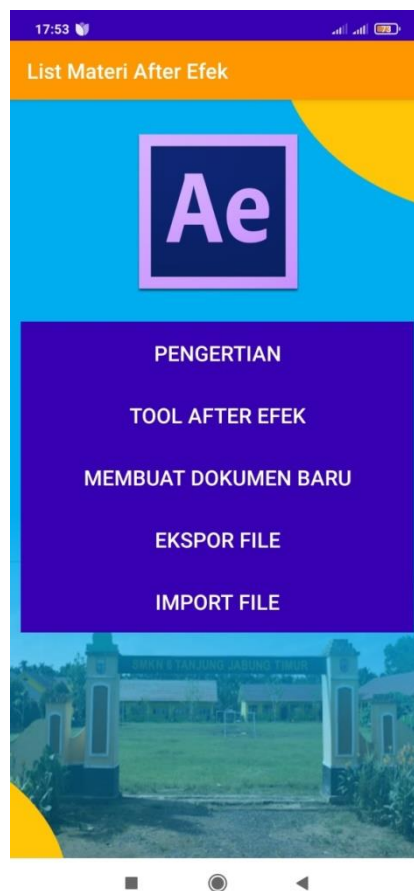 17:53
List Materi After Efek
Ae
PENGERTIAN
TOOL AFTER EFEK
MEMBUAT DOKUMEN BARU
EKSPOR FILE
IMPORT FILE
SMKN 8 TANJUNG JABUNG TIMUR